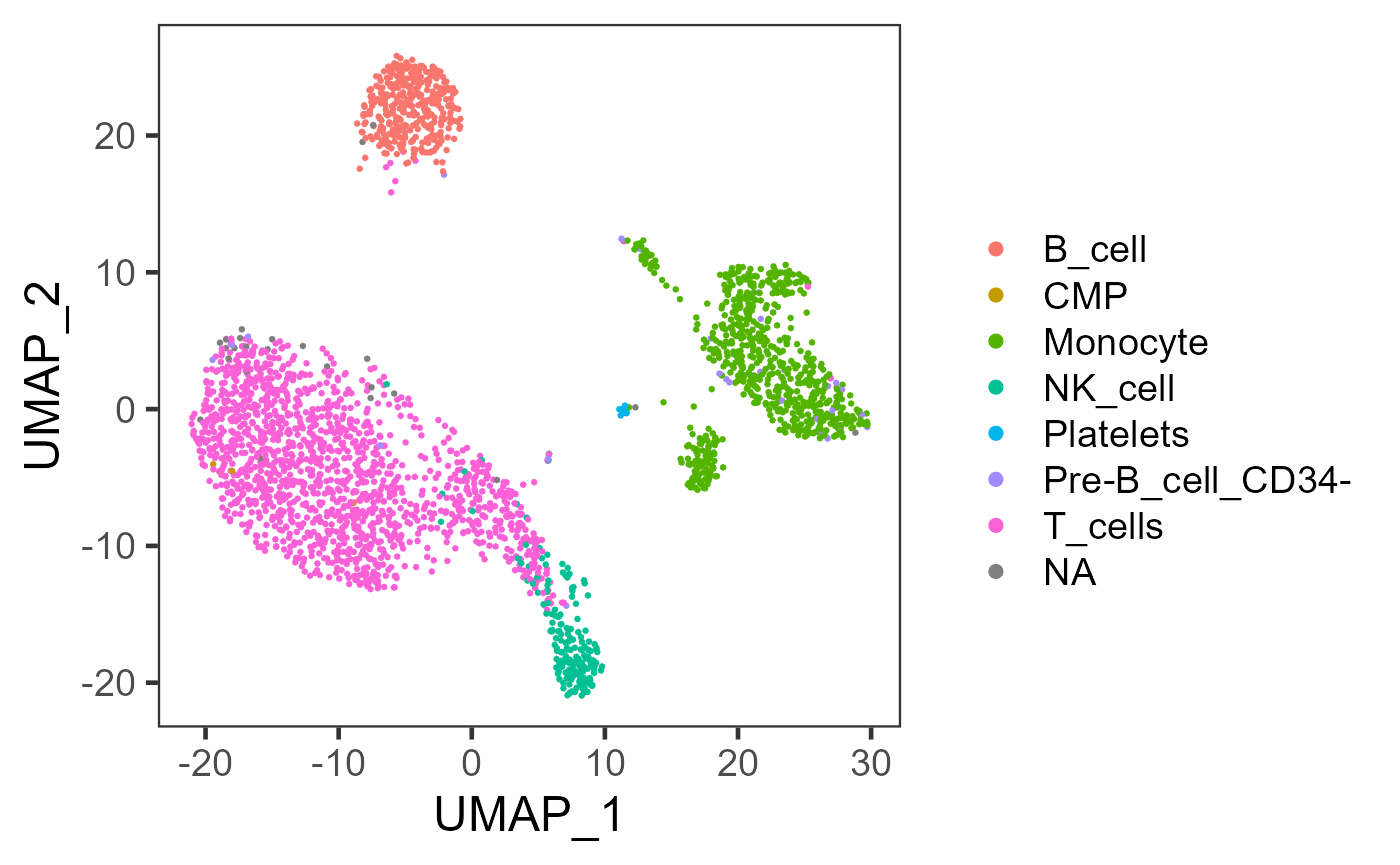 20
10
0
-10
-20
UMAP_2
-20 -10 0 10 20 30
UMAP_1
B_cell
CMP
Monocyte
NK_cell
Platelets
Pre-B_cell_CD34-
T_cells
NA